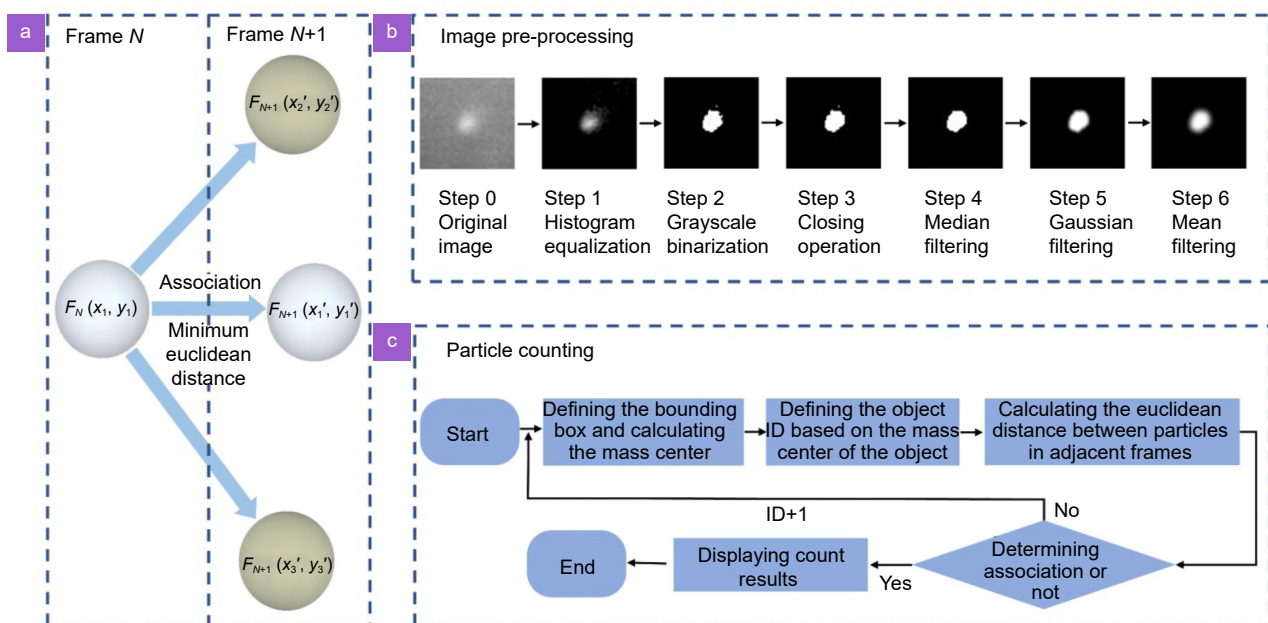 a
Frame N
Frame N+1
F_{N+1} (x₂′, y₂′)
F_N (x₁, y₁)
Association
Minimum
euclidean
distance
F_{N+1} (x₁′, y₁′)
F_{N+1} (x₃′, y₃′)
b
Image pre-processing
Step 0
Original
image
Step 1
Histogram
equalization
Step 2
Grayscale
binarization
Step 3
Closing
operation
Step 4
Median
filtering
Step 5
Gaussian
filtering
Step 6
Mean
filtering
c
Particle counting
Start
Defining the bounding
box and calculating
the mass center
Defining the object
ID based on the mass
center of the object
Calculating the euclidean
distance between particles
in adjacent frames
No
ID+1
Determining
association or
not
Yes
Displaying count
results
End